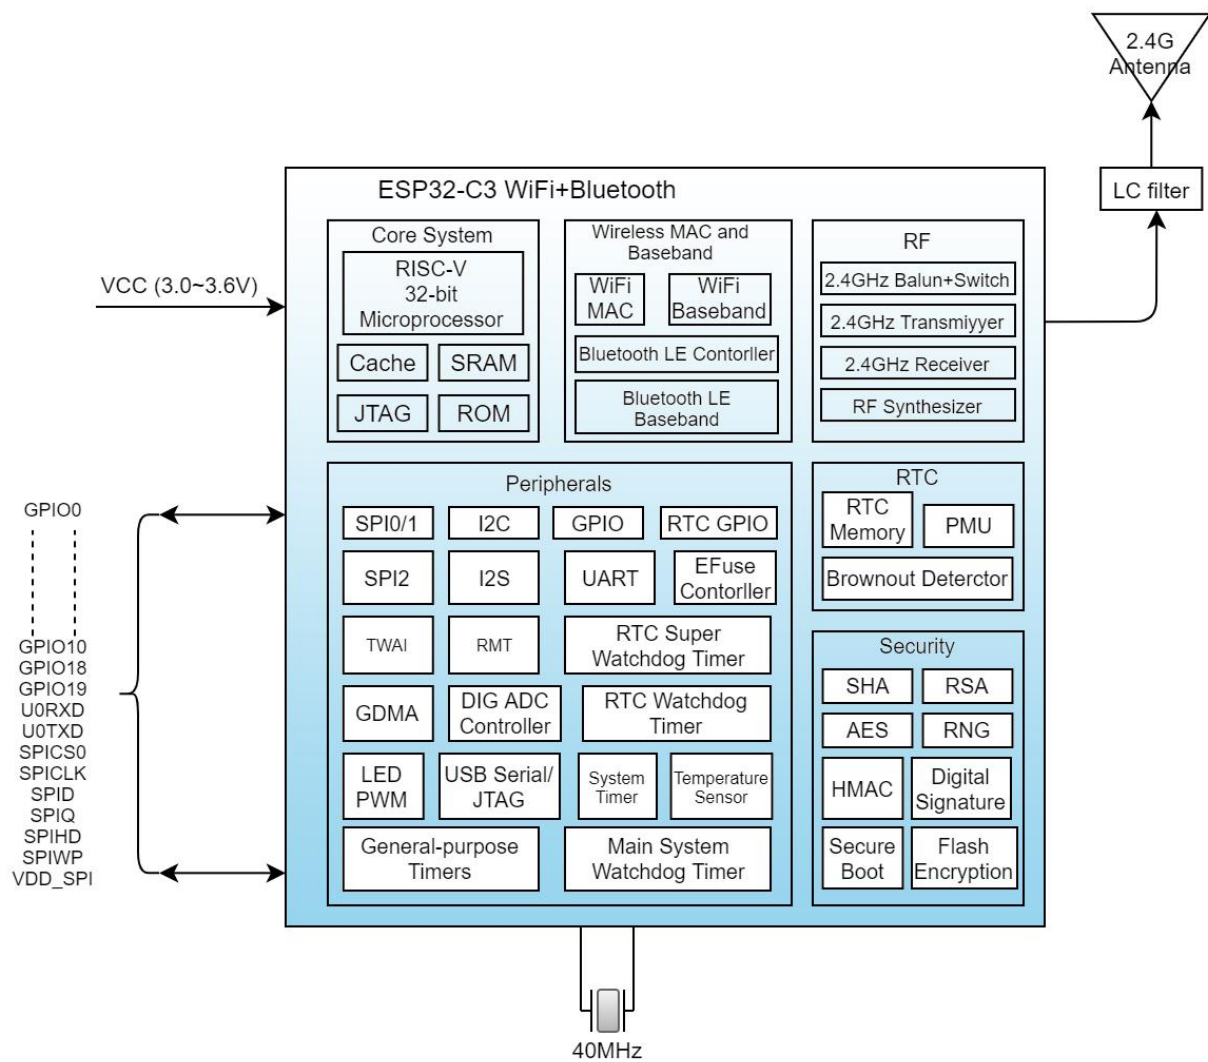 2.4G
Antenna
LC filter
ESP32-C3 WiFi+Bluetooth
Core System
RISC-V
32-bit
Microprocessor
Cache
SRAM
JTAG
ROM
Wireless MAC and
Baseband
WiFi
MAC
WiFi
Baseband
Bluetooth LE Contorller
Bluetooth LE
Baseband
RF
2.4GHz Balun+Switch
2.4GHz Transmiyyer
2.4GHz Receiver
RF Synthesizer
VCC (3.0~3.6V)
Peripherals
SPI0/1
I2C
GPIO
RTC GPIO
SPI2
I2S
UART
EFuse
Contorller
TWAI
RMT
RTC Super
Watchdog Timer
GDMA
DIG ADC
Controller
RTC Watchdog
Timer
LED
PWM
USB Serial/
JTAG
System
Timer
Temperature
Sensor
General-purpose
Timers
Main System
Watchdog Timer
RTC
RTC
Memory
PMU
Brownout Deterctor
Security
SHA
RSA
AES
RNG
HMAC
Digital
Signature
Secure
Boot
Flash
Encryption
GPIO0
GPIO10
GPIO18
GPIO19
U0RXD
U0TXD
SPICS0
SPICLK
SPID
SPIQ
SPIHD
SPIWP
VDD_SPI
40MHz